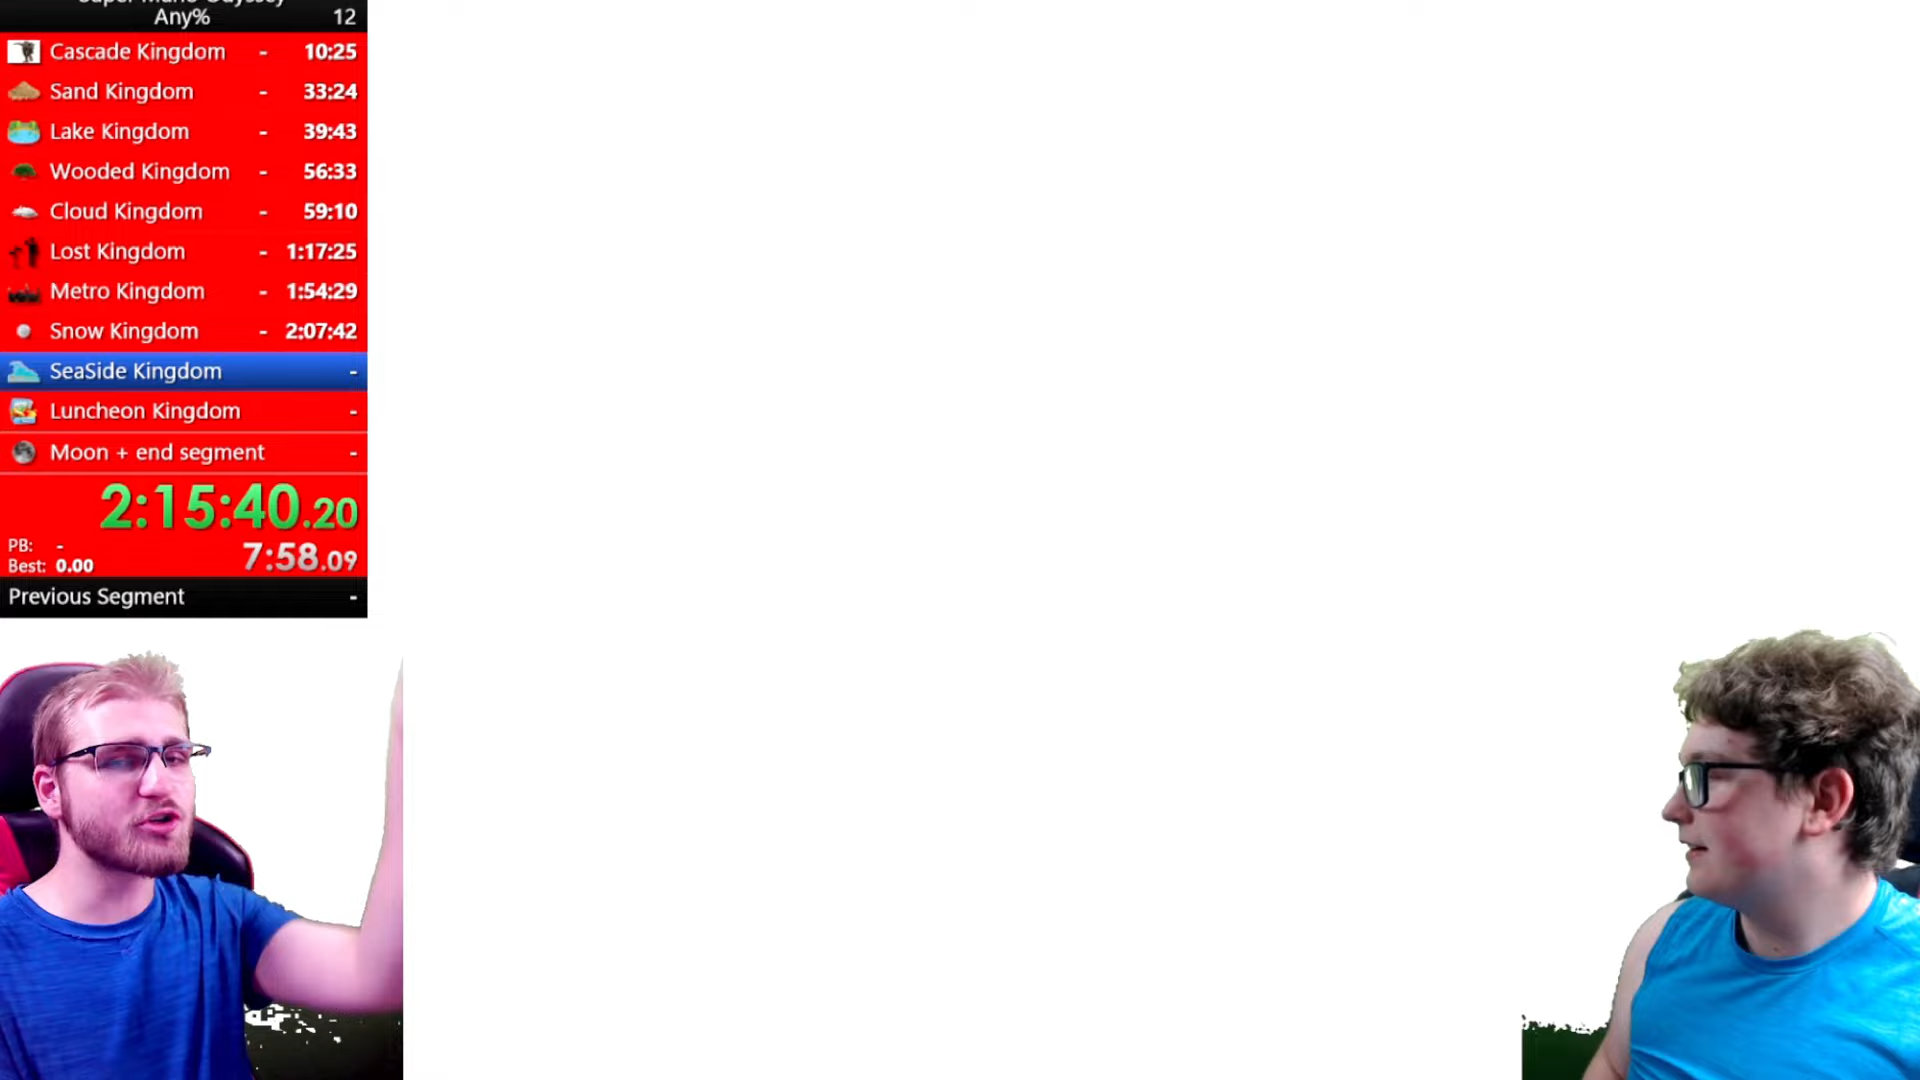 Super Mario Odyssey
Any% 12
Cascade Kingdom - 10:25
Sand Kingdom - 33:24
Lake Kingdom - 39:43
Wooded Kingdom - 56:33
Cloud Kingdom - 59:10
Lost Kingdom - 1:17:25
Metro Kingdom - 1:54:29
Snow Kingdom - 2:07:42
SeaSide Kingdom -
Luncheon Kingdom -
Moon + end segment -
2:15:40.20
PB: -
7:58.09
Best: 0.00
Previous Segment -